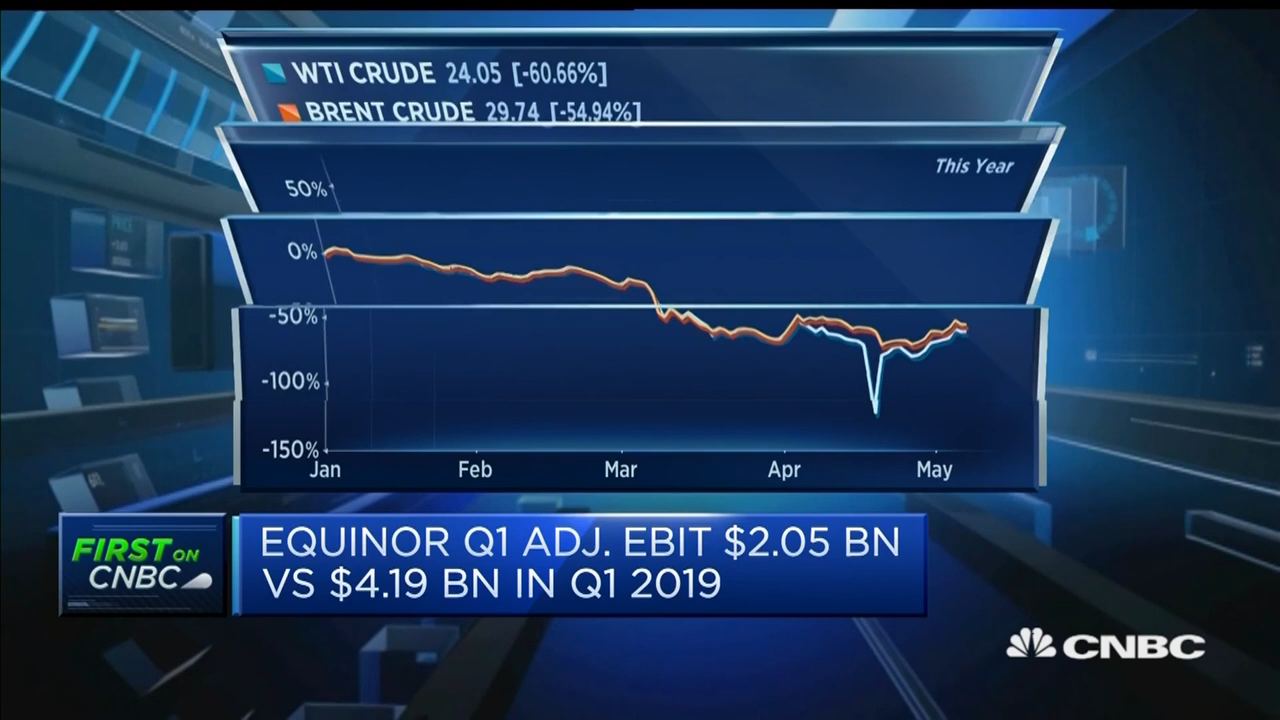 WTI CRUDE 24.05 [-60.66%]
BRENT CRUDE 29.74 [-54.94%]
This Year
50%
0%
-50%
-100%
-150%
Jan Feb Mar Apr May
FIRST ON
CNBC
EQUINOR Q1 ADJ. EBIT $2.05 BN
VS $4.19 BN IN Q1 2019
CNBC